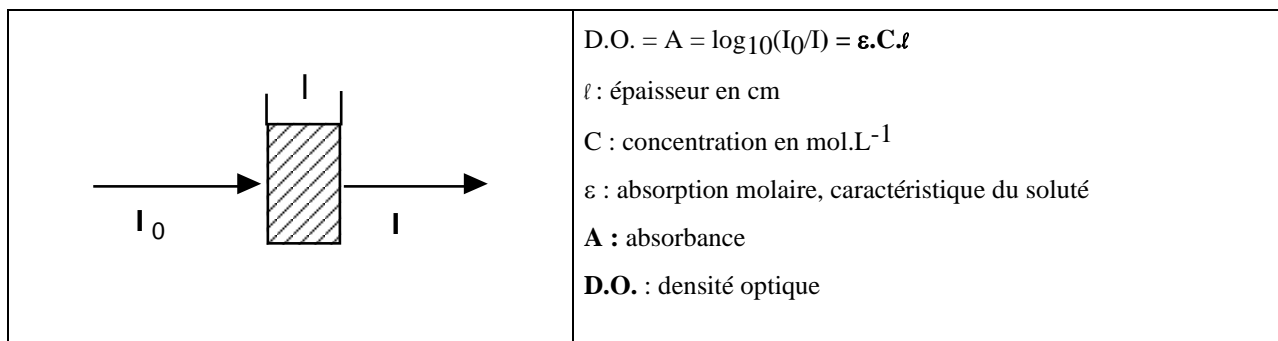 l
I0
I
D.O. = A = log10(I0/I) = ε.C.ℓ
ℓ : épaisseur en cm
C : concentration en mol.L-1
ε : absorption molaire, caractéristique du soluté
A : absorbance
D.O. : densité optique